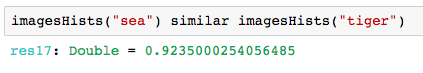 imagesHists("sea") similar imagesHists("tiger")
res17: Double = 0.9235000254056485